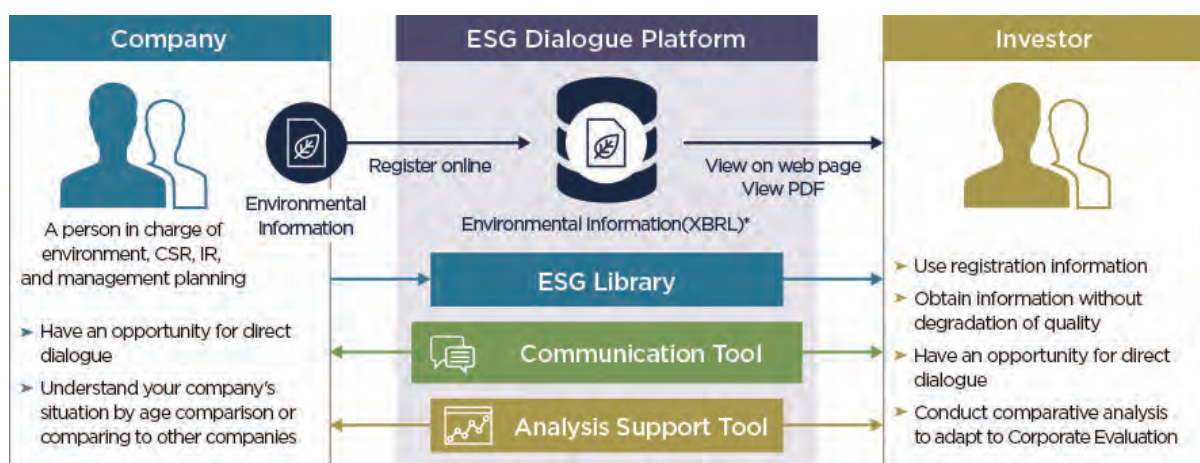 Company
ESG Dialogue Platform
Investor
Register online
View on web page
View PDF
Environmental
Information
Environmental Information(XBRL)*
A person in charge of
environment, CSR, IR,
and management planning
ESG Library
Communication Tool
Analysis Support Tool
➤ Have an opportunity for direct
dialogue
➤ Understand your company's
situation by age comparison or
comparing to other companies
➤ Use registration information
➤ Obtain information without
degradation of quality
➤ Have an opportunity for direct
dialogue
➤ Conduct comparative analysis
to adapt to Corporate Evaluation